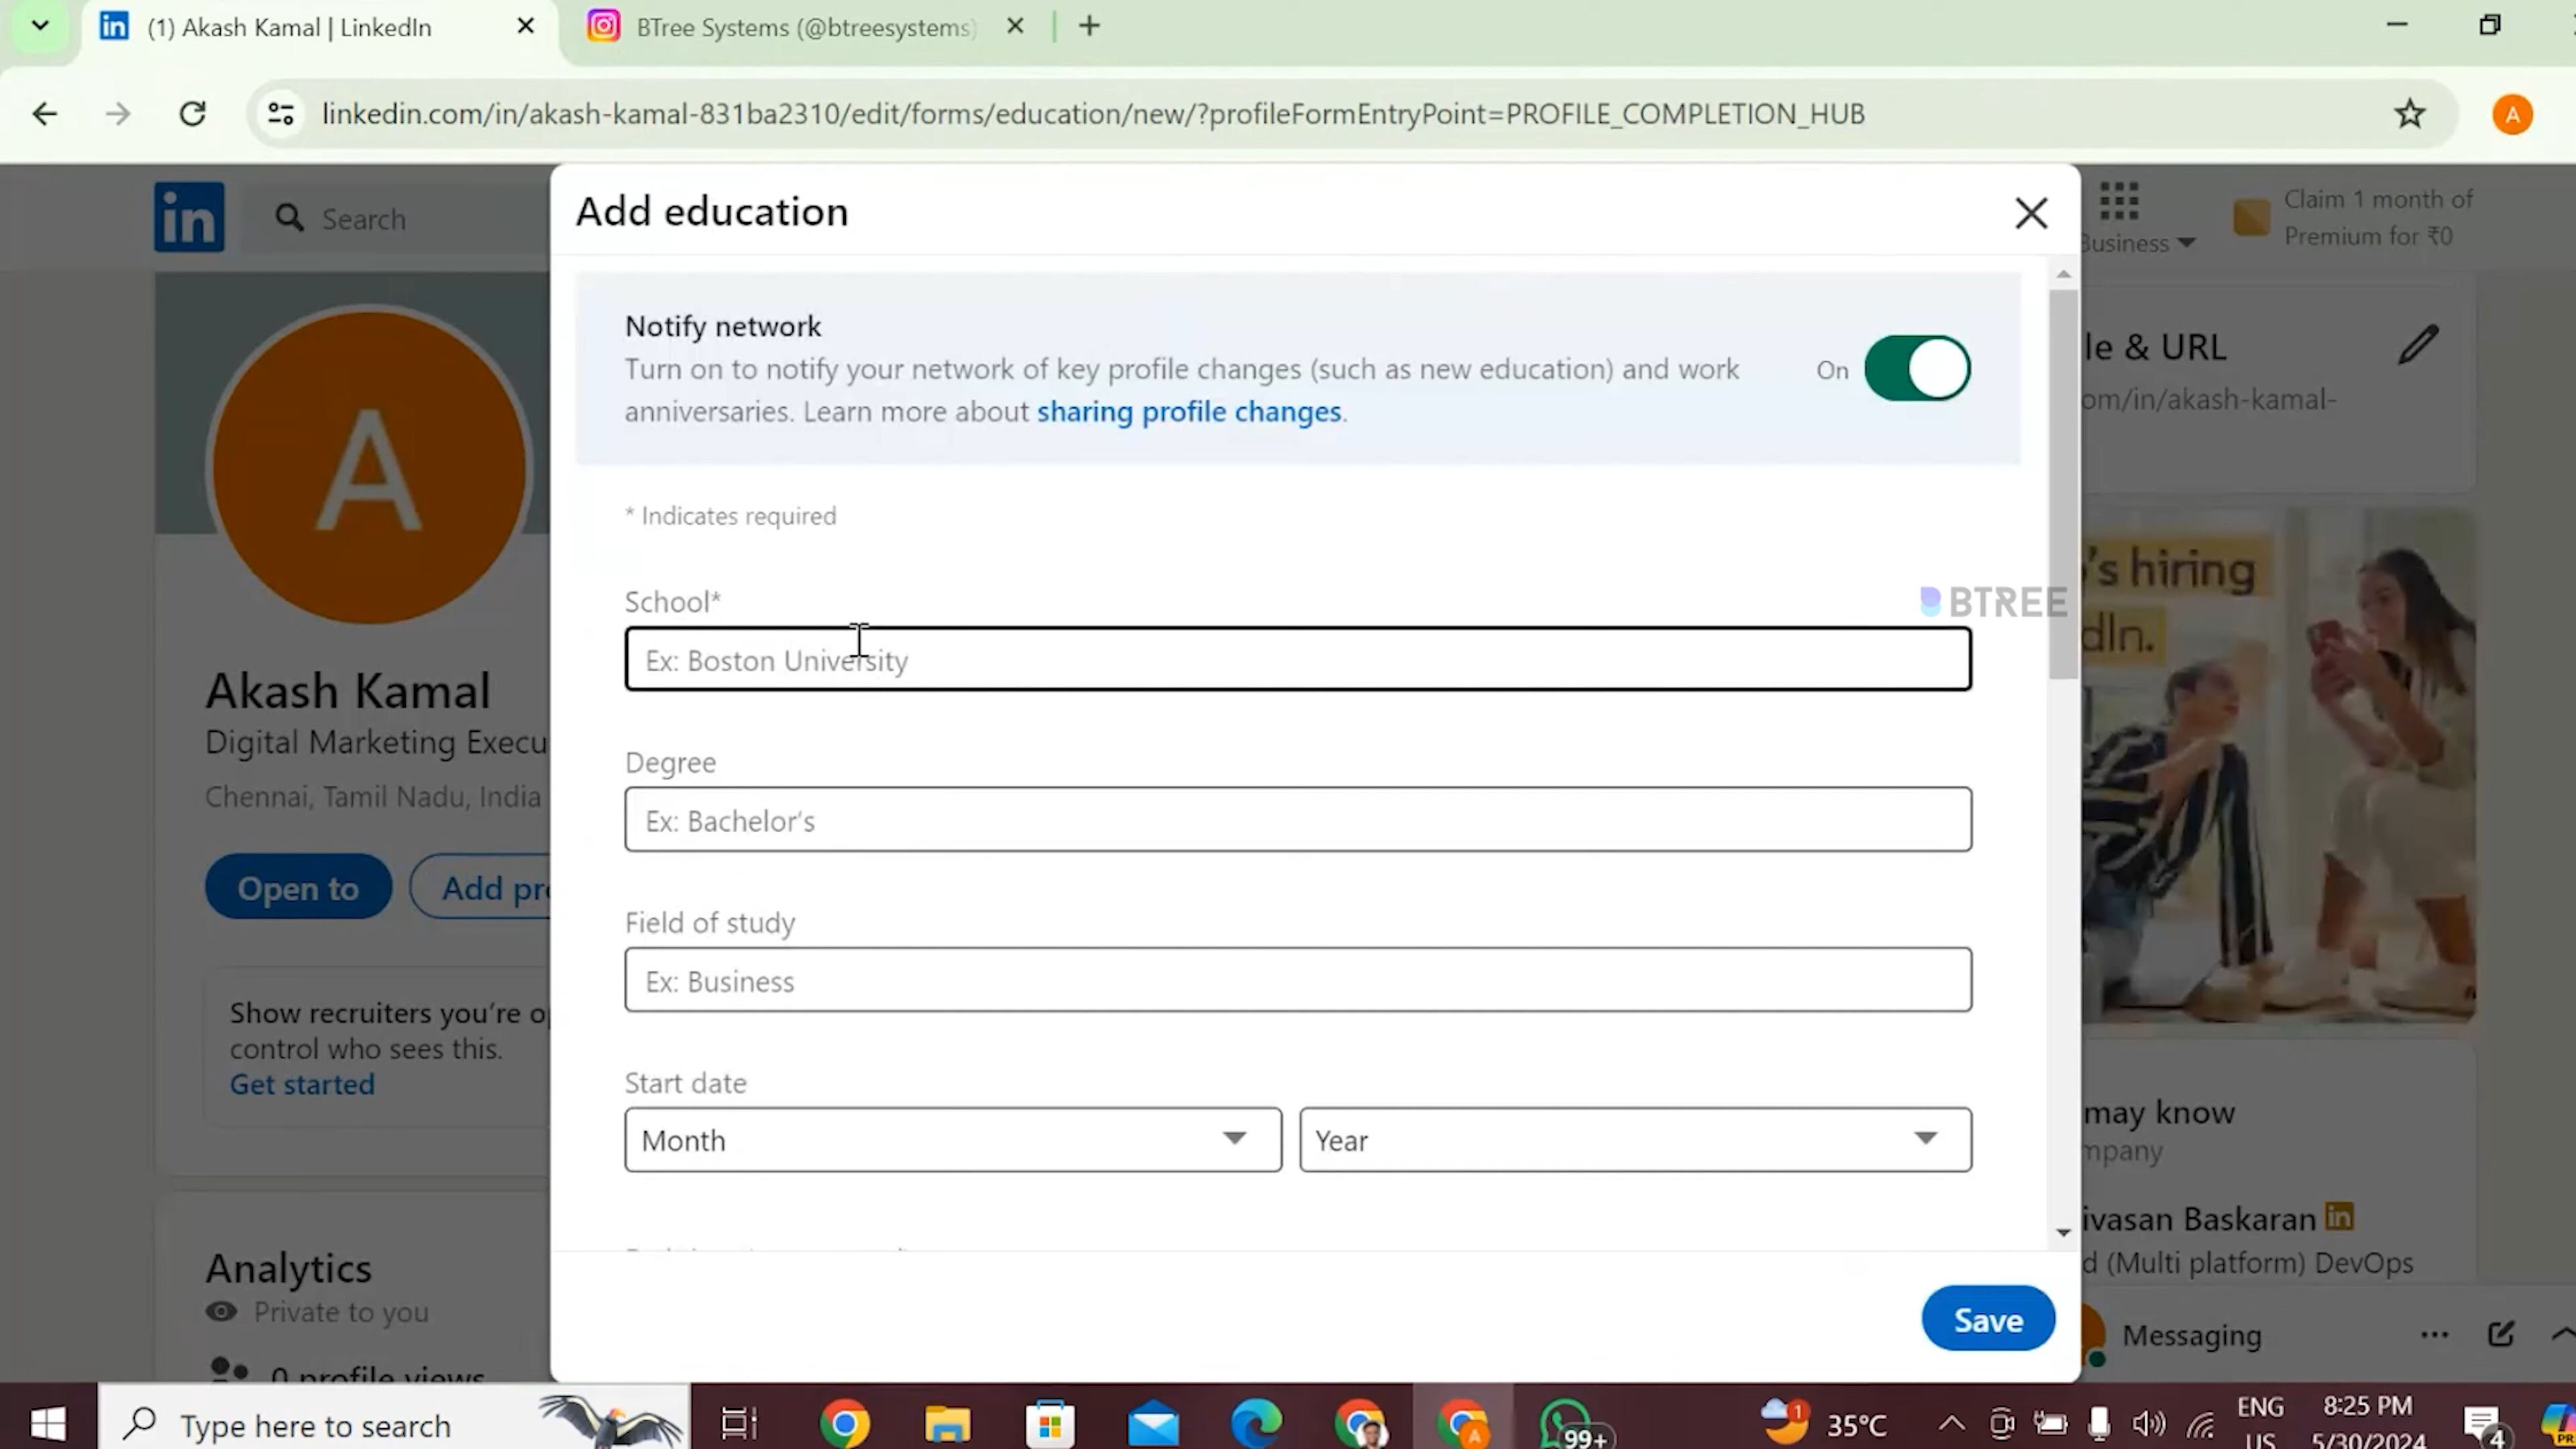 (1) Akash Kamal | LinkedIn
BTree Systems (@btreesystems)
linkedin.com/in/akash-kamal-831ba2310/edit/forms/education/new/?profileFormEntryPoint=PROFILE_COMPLETION_HUB
A
in
Search
Business
Claim 1 month of
Premium for ₹0
Add education
Notify network
Turn on to notify your network of key profile changes (such as new education) and work
anniversaries. Learn more about sharing profile changes.
On
* Indicates required
School*
Ex: Boston University
Degree
Ex: Bachelor's
Field of study
Ex: Business
Start date
Month
Year
Save
A
Akash Kamal
Digital Marketing Execu
Chennai, Tamil Nadu, India
Open to
Add pro
Show recruiters you're op
control who sees this.
Get started
Analytics
Private to you
0 profile views
le & URL
om/in/akash-kamal-
's hiring
dIn.
BTREE
may know
mpany
ivasan Baskaran in
d (Multi platform) DevOps
Messaging
Type here to search
A
99+
1
35°C
ENG
US
8:25 PM
5/30/2024
4